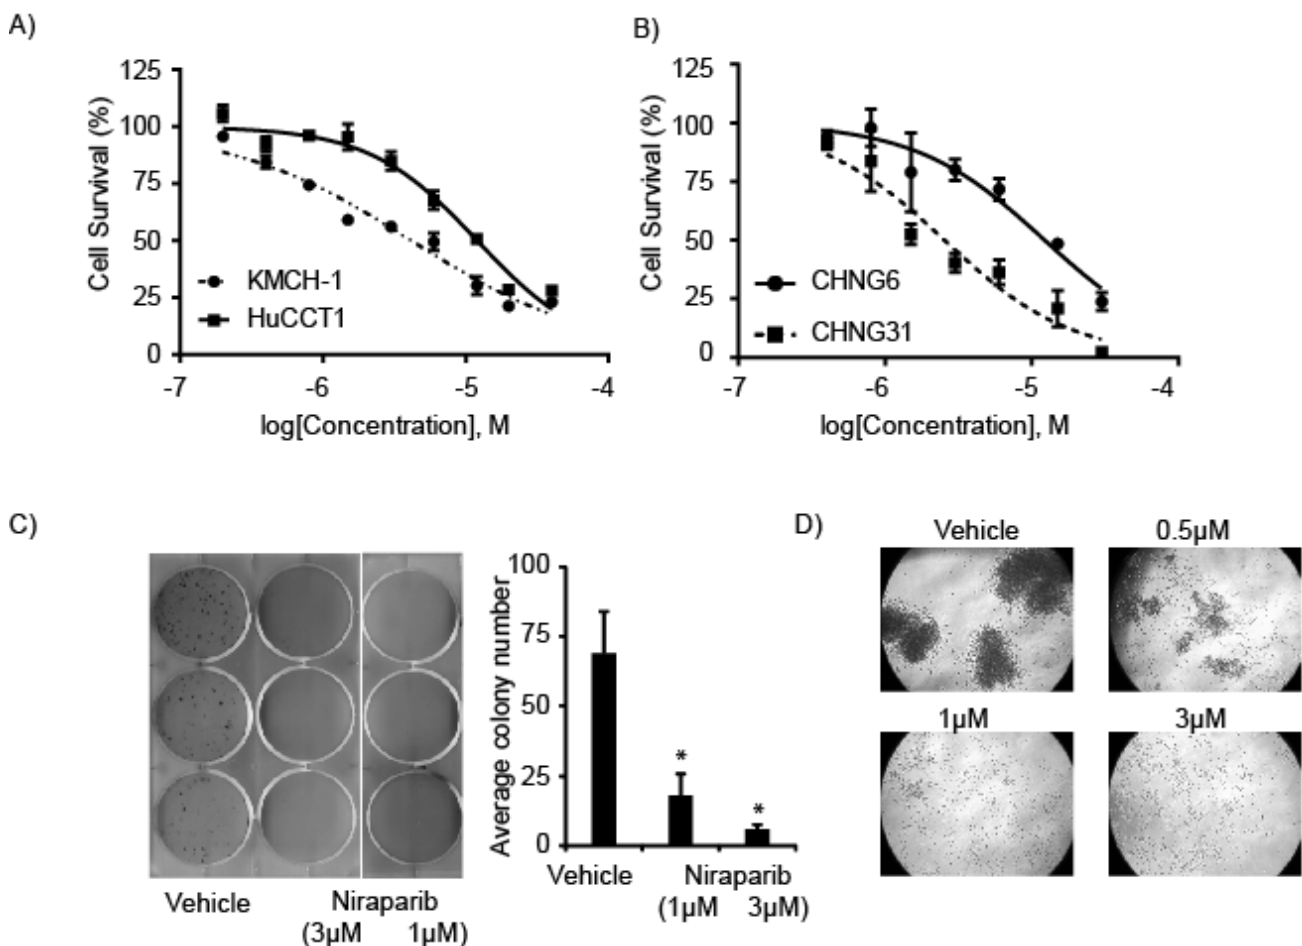 A)
Cell Survival (%)
125
100
75
50
25
0
KMCH-1
HuCCT1
-7 -6 -5 -4
log[Concentration], M
B)
Cell Survival (%)
125
100
75
50
25
0
CHNG6
CHNG31
-7 -6 -5 -4
log[Concentration], M
C)
Vehicle Niraparib
(3µM 1µM)
Average colony number
100
75
50
25
0
* *
Vehicle Niraparib
(1µM 3µM)
D)
Vehicle 0.5µM
1µM 3µM